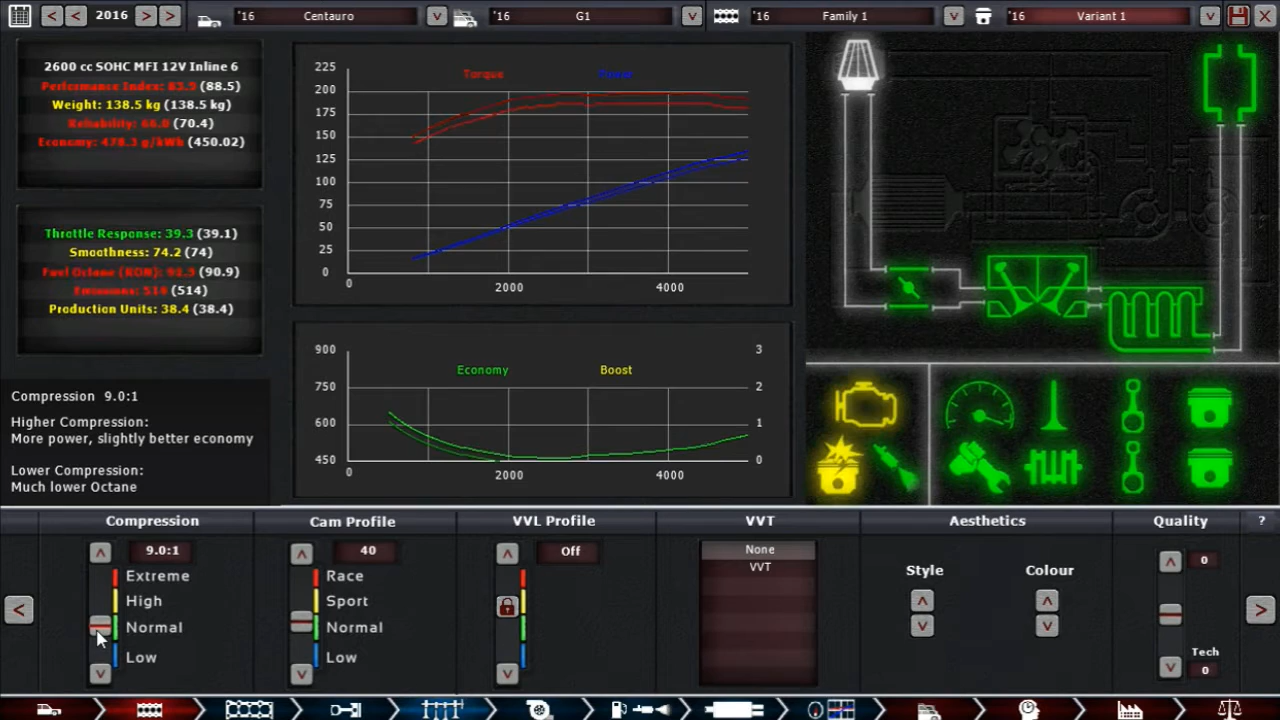 2016 '16 Centauro '16 G1 '16 Family 1 '16 Variant 1
2600 cc SOHC MFI 12V Inline 6
Performance Index: 83.9 (88.5)
Weight: 138.5 kg (138.5 kg)
Reliability: 66.0 (70.4)
Economy: 478.3 g/kWh (450.02)
Throttle Response: 39.3 (39.1)
Smoothness: 74.2 (74)
Fuel Octane (RON): (90.9)
Emissions: 514 (514)
Production Units: 38.4 (38.4)
Torque Power
225
200
175
150
125
100
75
50
25
0
0 2000 4000
Economy Boost
900 3
750 2
600 1
450 0
0 2000 4000
Compression 9.0:1
Higher Compression:
More power, slightly better economy
Lower Compression:
Much lower Octane
Compression
9.0:1
Extreme
High
Normal
Low
Cam Profile
40
Race
Sport
Normal
Low
VVL Profile
Off
VVT
None
VVT
Aesthetics
Style Colour
Quality
0
Tech
0
?